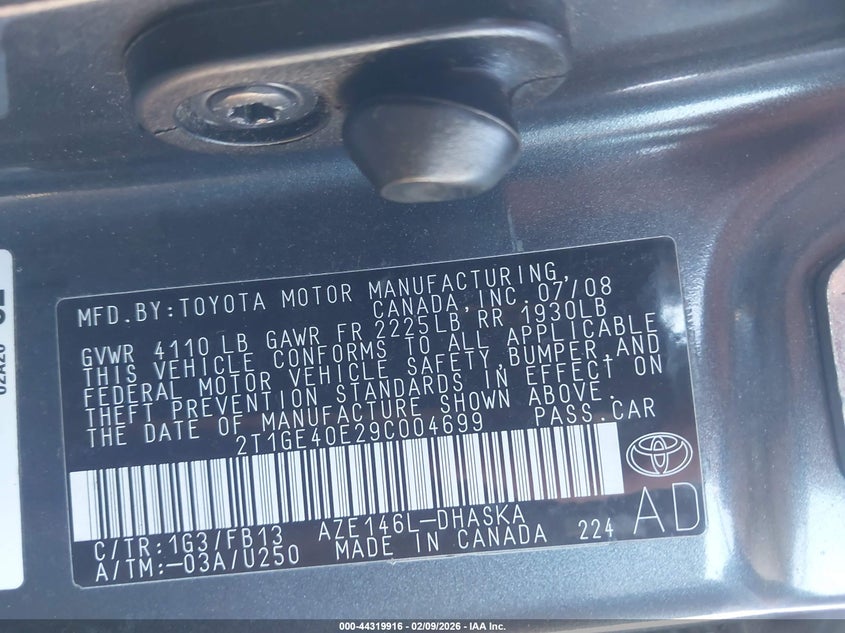 MFD.BY:TOYOTA MOTOR MANUFACTURING,
CANADA,INC.07/08
GVWR 4110 LB GAWR FR 2225LB RR 1930LB
THIS VEHICLE CONFORMS TO ALL APPLICABLE
FEDERAL MOTOR VEHICLE SAFETY,BUMPER,AND
THEFT PREVENTION STANDARDS IN EFFECT ON
THE DATE OF MANUFACTURE SHOWN ABOVE.
2T1GE40E29C004699 PASS.CAR
C/TR:1G3/FB13 AZE146L-DHASKA
A/TM:-03A/U250 MADE IN CANADA 224 AD
000-44319916 - 02/09/2026 - IAA Inc.